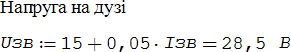 Напруга на дузі
Uзв := 15 + 0,05 · Iзв = 28,5 В